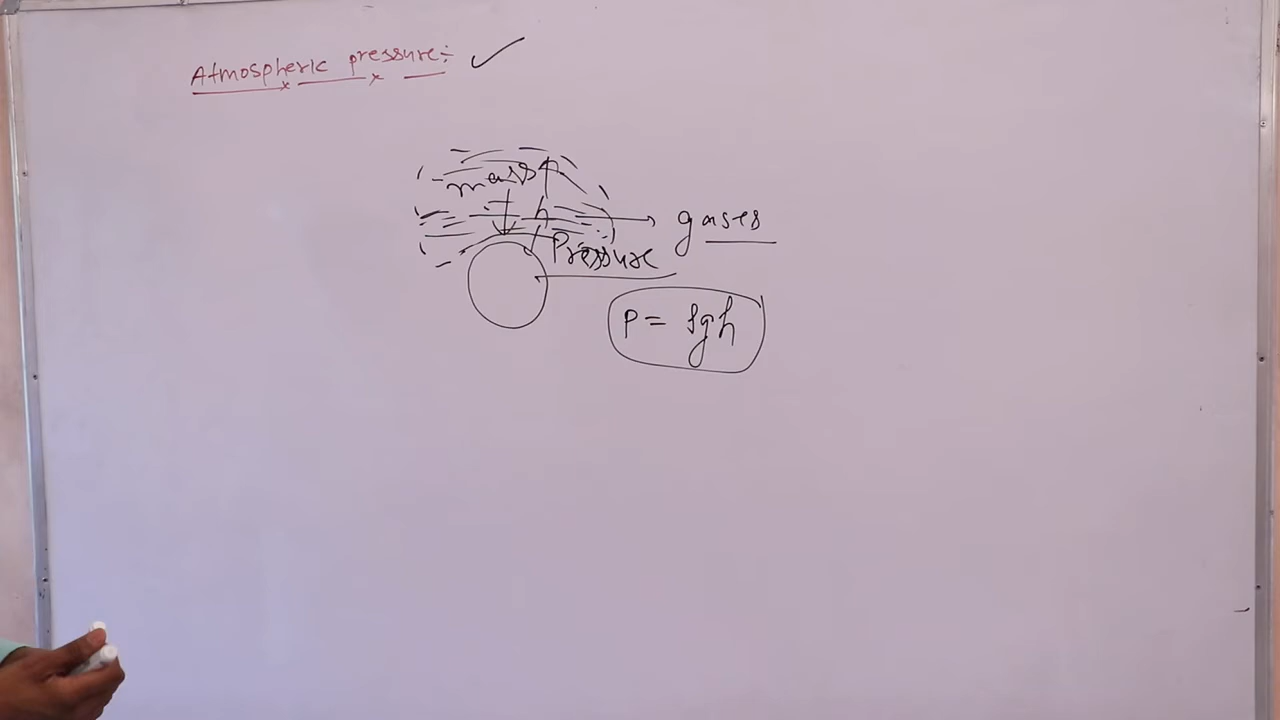 Atmospheric pressure:
mass
h
gases
Pressure
P = ρgh